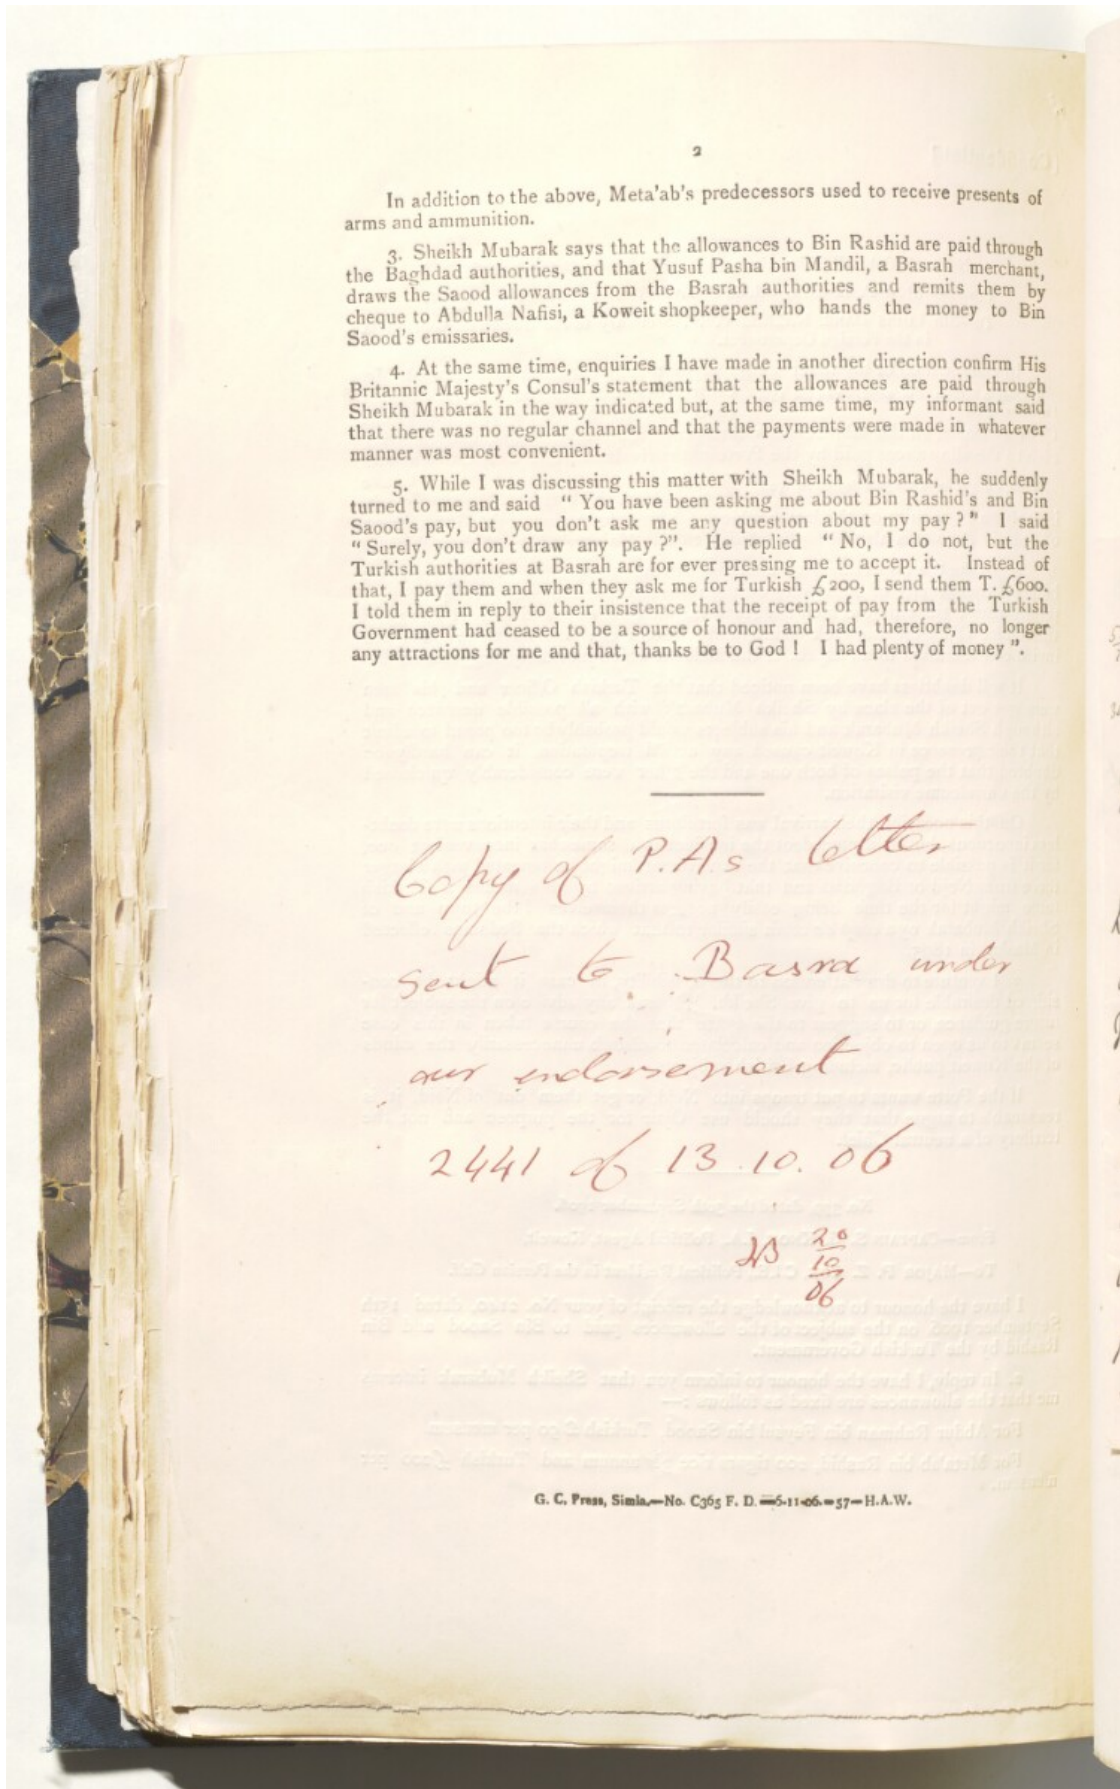 2
In addition to the above, Meta'ab's predecessors used to receive presents of
arms and ammunition.
3. Sheikh Mubarak says that the allowances to Bin Rashid are paid through
the Baghdad authorities, and that Yusuf Pasha bin Mandil, a Basrah merchant,
draws the Saood allowances from the Basrah authorities and remits them by
cheque to Abdulla Nafisi, a Koweit shopkeeper, who hands the money to Bin
Saood's emissaries.
4. At the same time, enquiries I have made in another direction confirm His
Britannic Majesty's Consul's statement that the allowances are paid through
Sheikh Mubarak in the way indicated but, at the same time, my informant said
that there was no regular channel and that the payments were made in whatever
manner was most convenient.
5. While I was discussing this matter with Sheikh Mubarak, he suddenly
turned to me and said "You have been asking me about Bin Rashid's and Bin
Saood's pay, but you don't ask me any question about my pay?" I said
"Surely, you don't draw any pay?". He replied "No, I do not, but the
Turkish authorities at Basrah are for ever pressing me to accept it. Instead of
that, I pay them and when they ask me for Turkish £200, I send them T. £600.
I told them in reply to their insistence that the receipt of pay from the Turkish
Government had ceased to be a source of honour and had, therefore, no longer
any attractions for me and that, thanks be to God! I had plenty of money".
Copy of P.As letter
sent to Basra under
our endorsement
2441 of 13.10.06
20
10
06
G. C. Press, Simla.—No. C365 F. D.—6-11-06.—57—H.A.W.